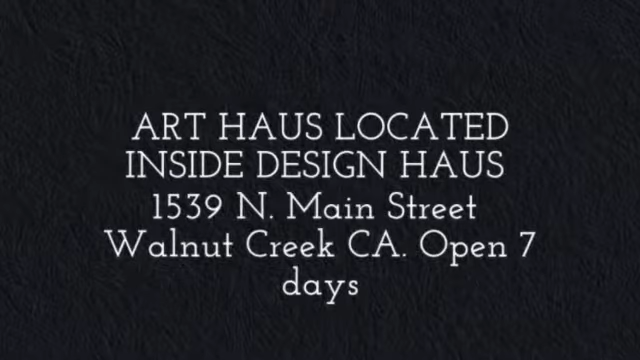 ART HAUS LOCATED
INSIDE DESIGN HAUS
1539 N. Main Street
Walnut Creek CA. Open 7
days